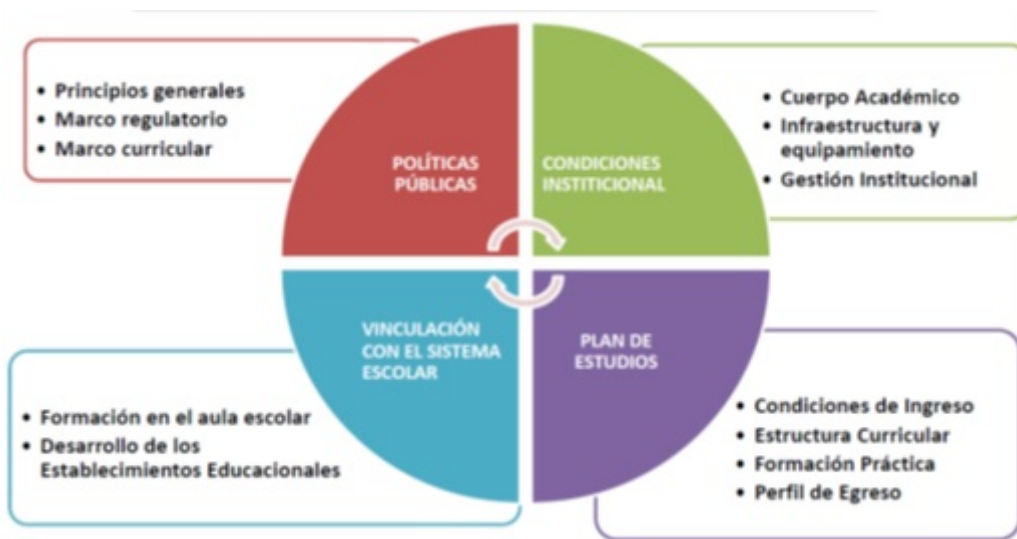 • Principios generales
• Marco regulatorio
• Marco curricular
POLÍTICAS
PÚBLICAS
CONDICIONES
INSTITICIONAL
• Cuerpo Académico
• Infraestructura y
equipamiento
• Gestión Institucional
VINCULACIÓN
CON EL SISTEMA
ESCOLAR
• Formación en el aula escolar
• Desarrollo de los
Establecimientos Educacionales
PLAN DE
ESTUDIOS
• Condiciones de Ingreso
• Estructura Curricular
• Formación Práctica
• Perfil de Egreso